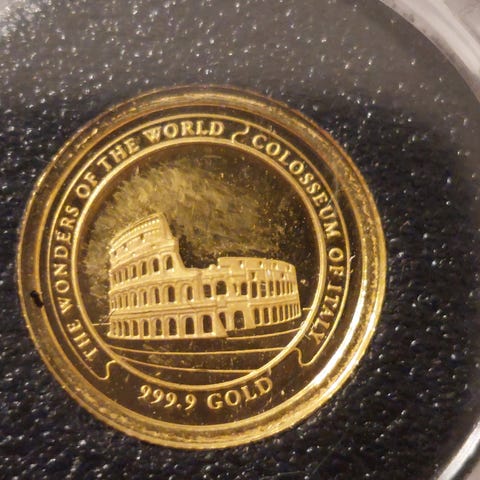 THE WONDERS OF THE WORLD
COLOSSEUM OF ITALY
999.9 GOLD